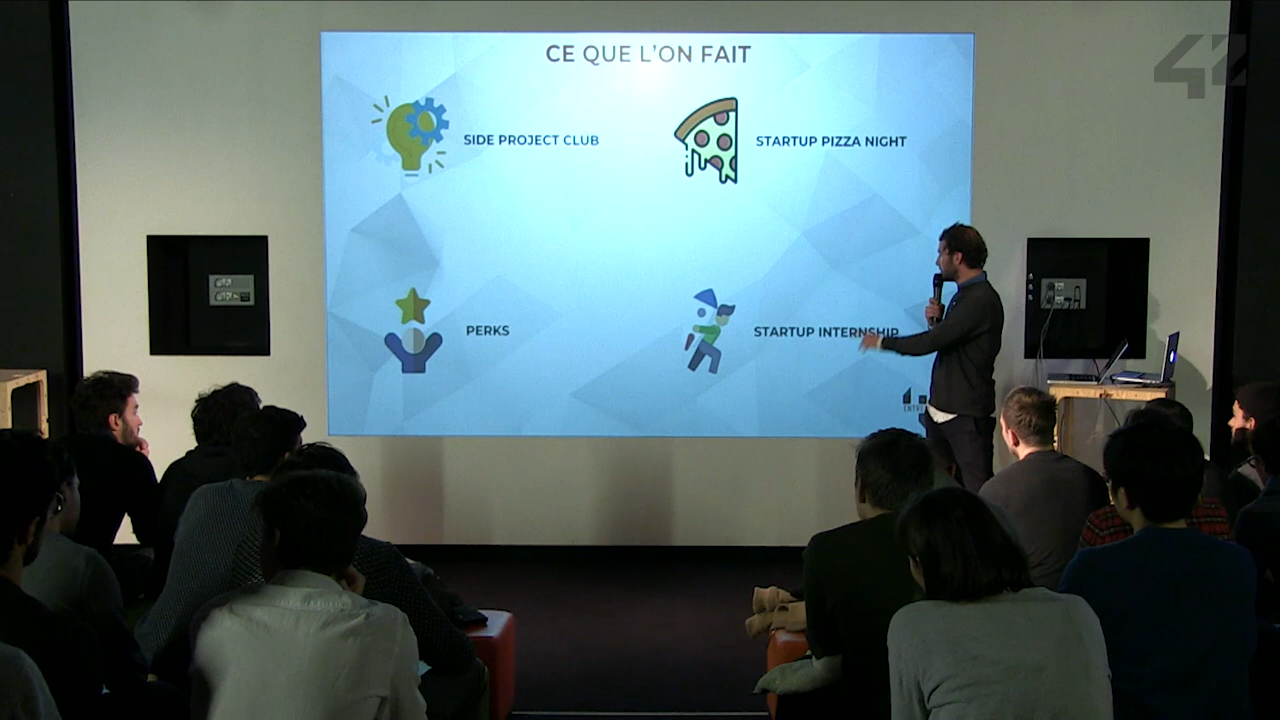 42
CE QUE L'ON FAIT
SIDE PROJECT CLUB
STARTUP PIZZA NIGHT
PERKS
STARTUP INTERNSHIP